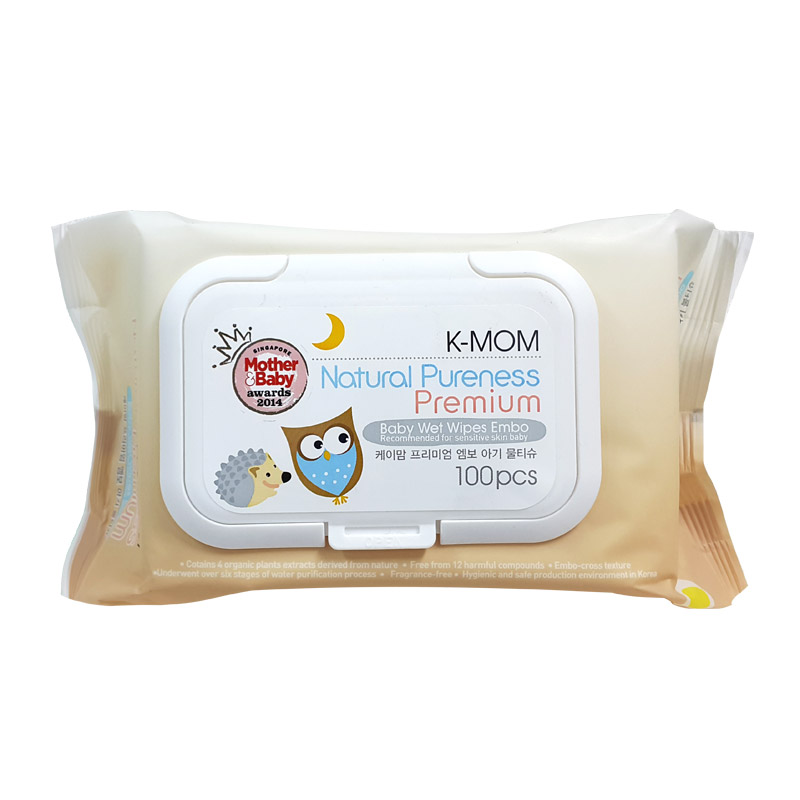 SINGAPORE
Mother
&Baby
awards
2014
K-MOM
Natural Pureness
Premium
Baby Wet Wipes Embo
Recommended for sensitive skin baby
케이맘 프리미엄 엠보 아기 물티슈
100pcs
OPEN
• Cotains 4 organic plants extracts derived from nature • Free from 12 harmful compounds • Embo-cross texture
•Underwent over six stages of water purification process • Fragrance-free • Hygienic and safe production environment in Korea